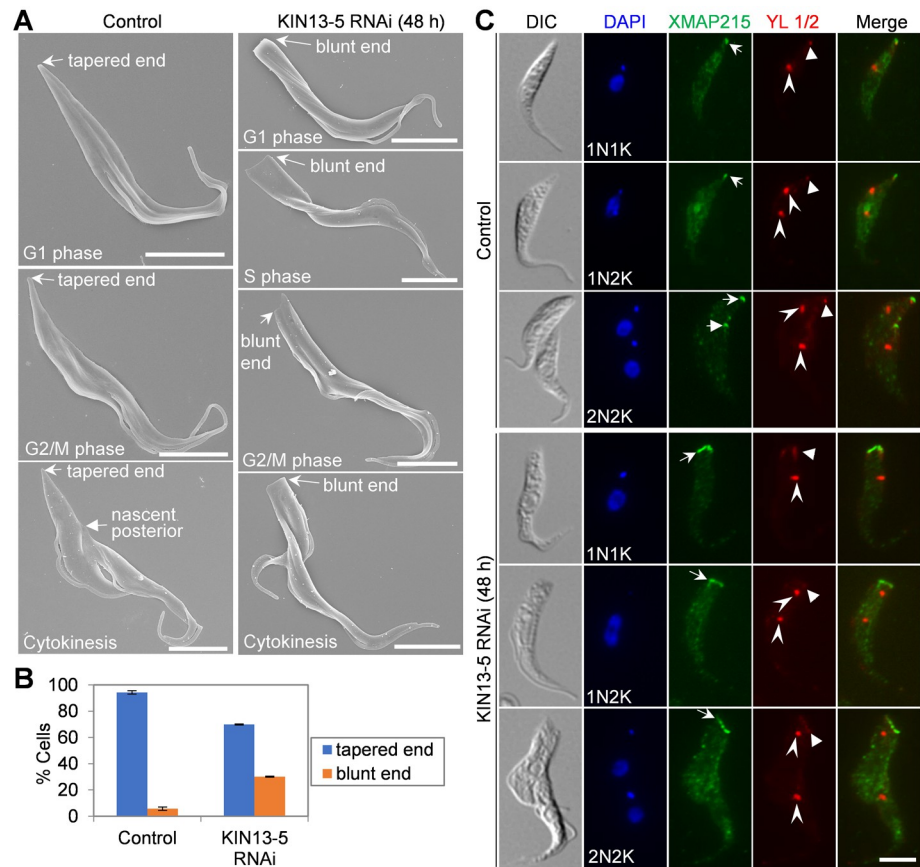 A
Control
KIN13-5 RNAi (48 h)
tapered end
G1 phase
tapered end
G2/M phase
tapered end
nascent
posterior
Cytokinesis
blunt end
G1 phase
blunt end
S phase
blunt
end
G2/M phase
blunt end
Cytokinesis
B
% Cells
100
80
60
40
20
0
Control
KIN13-5
RNAi
tapered end
blunt end
C
DIC
DAPI
XMAP215
YL 1/2
Merge
Control
1N1K
1N2K
2N2K
KIN13-5 RNAi (48 h)
1N1K
1N2K
2N2K